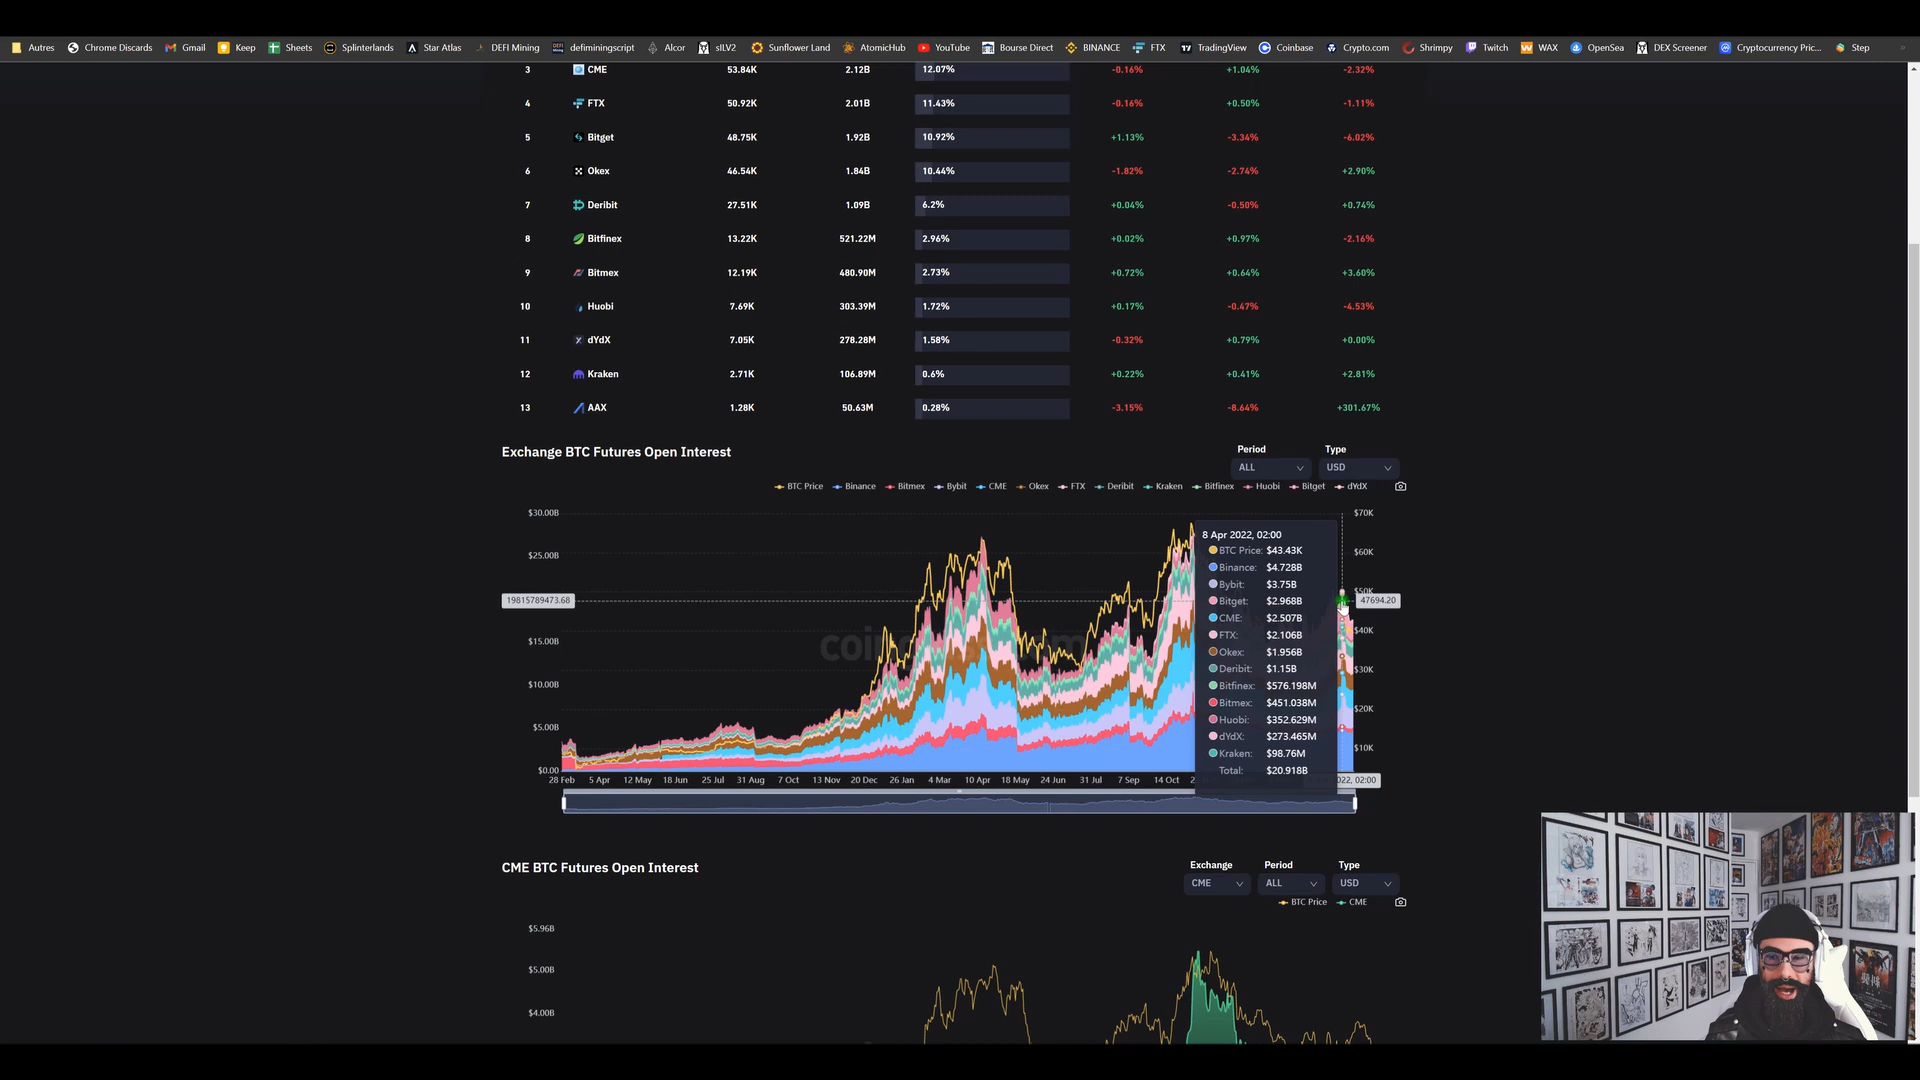 Autres Chrome Discards Gmail Keep Sheets Splinterlands Star Atlas DEFI Mining defiminingscript Alcor sILV2 Sunflower Land AtomicHub YouTube Bourse Direct BINANCE FTX TradingView Coinbase Crypto.com Shrimpy Twitch WAX OpenSea DEX Screener Cryptocurrency Pric... Step
3 CME 53.84K 2.12B 12.07% -0.16% +1.04% -2.32%
4 FTX 50.92K 2.01B 11.43% -0.16% +0.50% -1.11%
5 Bitget 48.75K 1.92B 10.92% +1.13% -3.34% -6.02%
6 Okex 46.54K 1.84B 10.44% -1.82% -2.74% +2.90%
7 Deribit 27.51K 1.09B 6.2% +0.04% -0.50% +0.74%
8 Bitfinex 13.22K 521.22M 2.96% +0.02% +0.97% -2.16%
9 Bitmex 12.19K 480.90M 2.73% +0.72% +0.64% +3.60%
10 Huobi 7.69K 303.39M 1.72% +0.17% -0.47% -4.53%
11 dYdX 7.05K 278.28M 1.58% -0.32% +0.79% +0.00%
12 Kraken 2.71K 106.89M 0.6% +0.22% +0.41% +2.81%
13 AAX 1.28K 50.63M 0.28% -3.15% -8.64% +301.67%
Exchange BTC Futures Open Interest
Period Type
ALL USD
BTC Price Binance Bitmex Bybit CME Okex FTX Deribit Kraken Bitfinex Huobi Bitget dYdX
$30.00B $70K
8 Apr 2022, 02:00
BTC Price: $43.43K
$25.00B $60K
Binance: $4.728B
Bybit: $3.75B
$50K
19815789473.68 Bitget: $2.968B 47694.20
CME: $2.507B
$40K
FTX: $2.106B
$15.00B
Okex: $1.956B
Deribit: $1.15B $30K
$10.00B Bitfinex: $576.198M
Bitmex: $451.038M
$20K
Huobi: $352.629M
$5.00B
dYdX: $273.465M
Kraken: $98.76M $10K
$0.00 Total: $20.918B
28 Feb 5 Apr 12 May 18 Jun 25 Jul 31 Aug 7 Oct 13 Nov 20 Dec 26 Jan 4 Mar 10 Apr 18 May 24 Jun 31 Jul 7 Sep 14 Oct 2022, 02:00
CME BTC Futures Open Interest
Exchange Period Type
CME ALL USD
BTC Price CME
$5.96B
$5.00B
$4.00B